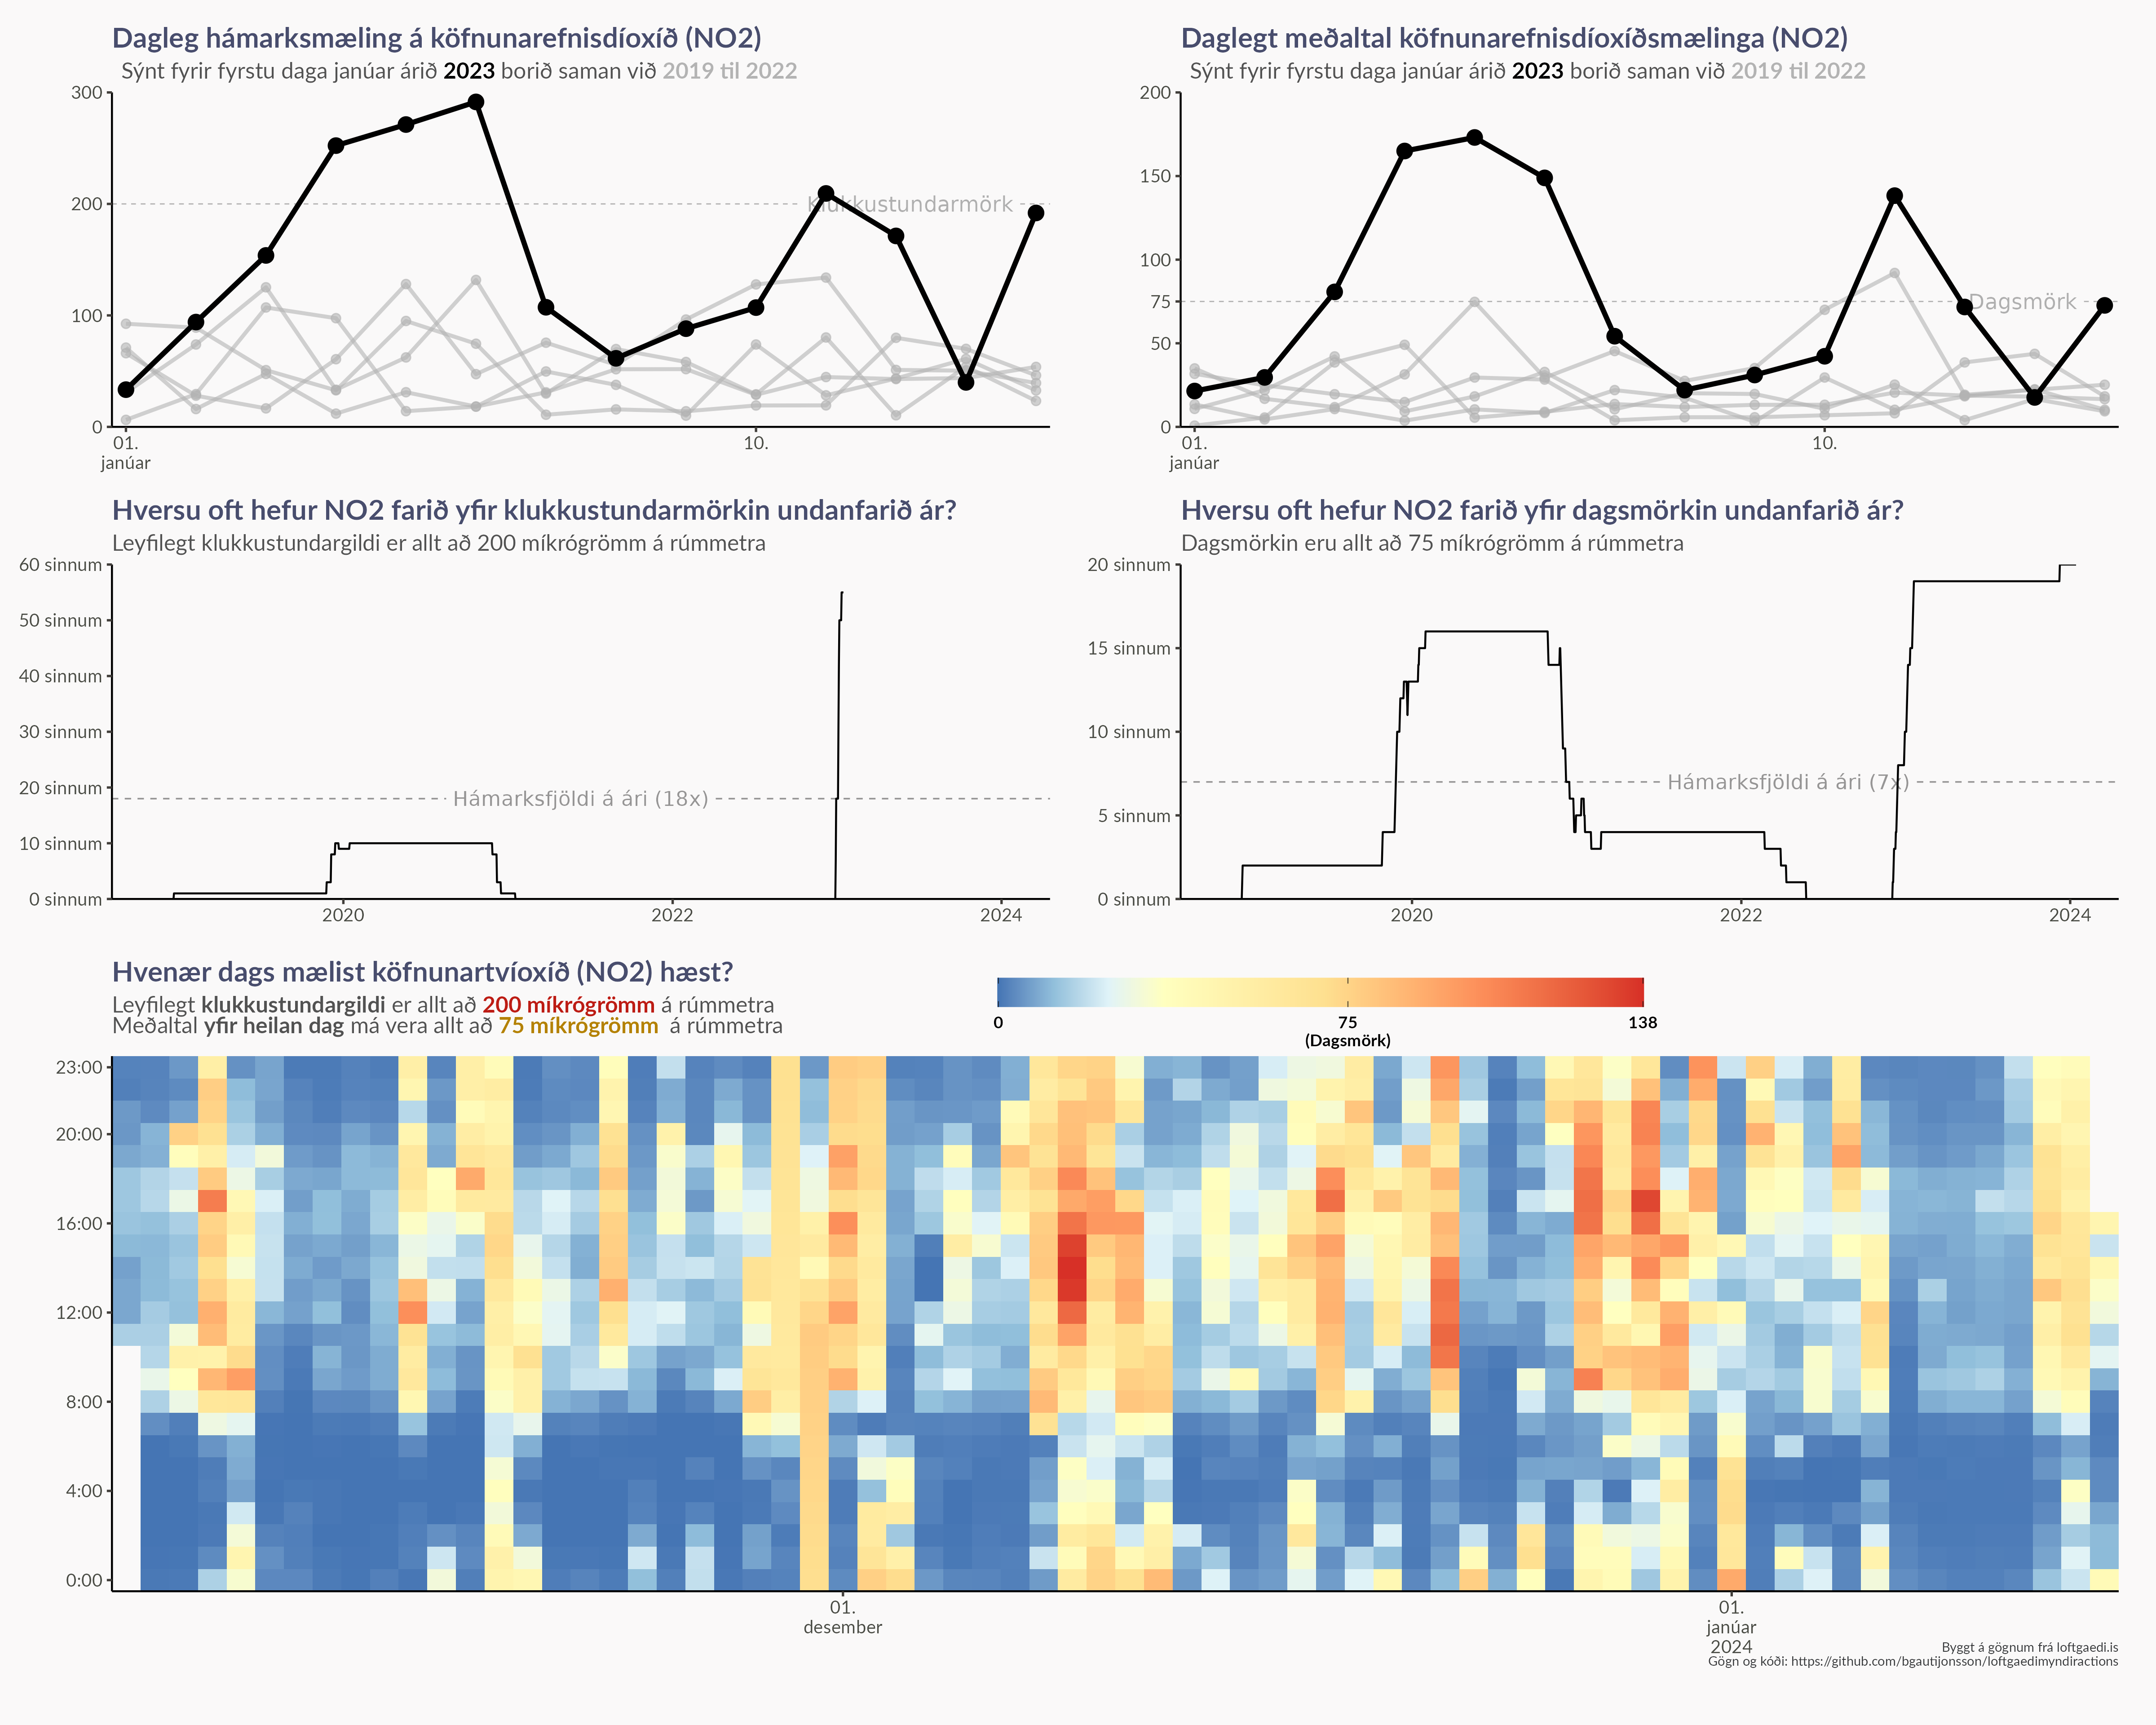 Dagleg hámarksmæling á köfnunarefnisdíoxíð (NO2)
Sýnt fyrir fyrstu daga janúar árið 2023 borið saman við 2019 til 2022
300
200
100
0
Klukkustundarmörk
01.
janúar
10.
Daglegt meðaltal köfnunarefnisdíoxíðsmælinga (NO2)
Sýnt fyrir fyrstu daga janúar árið 2023 borið saman við 2019 til 2022
200
150
100
75
50
0
Dagsmörk
01.
janúar
10.
Hversu oft hefur NO2 farið yfir klukkustundarmörkin undanfarið ár?
Leyfilegt klukkustundargildi er allt að 200 míkrógrömm á rúmmetra
60 sinnum
50 sinnum
40 sinnum
30 sinnum
20 sinnum
10 sinnum
0 sinnum
Hámarksfjöldi á ári (18x)
2020
2022
2024
Hversu oft hefur NO2 farið yfir dagsmörkin undanfarið ár?
Dagsmörkin eru allt að 75 míkrógrömm á rúmmetra
20 sinnum
15 sinnum
10 sinnum
5 sinnum
0 sinnum
Hámarksfjöldi á ári (7x)
2020
2022
2024
Hvenær dags mælist köfnunartvíoxíð (NO2) hæst?
Leyfilegt klukkustundargildi er allt að 200 míkrógrömm á rúmmetra
Meðaltal yfir heilan dag má vera allt að 75 míkrógrömm á rúmmetra
0
75
(Dagsmörk)
138
23:00
20:00
16:00
12:00
8:00
4:00
0:00
01.
desember
01.
janúar
2024
Byggt á gögnum frá loftgaedi.is
Gögn og kóði: https://github.com/bgautijonsson/loftgaedimyndiractions